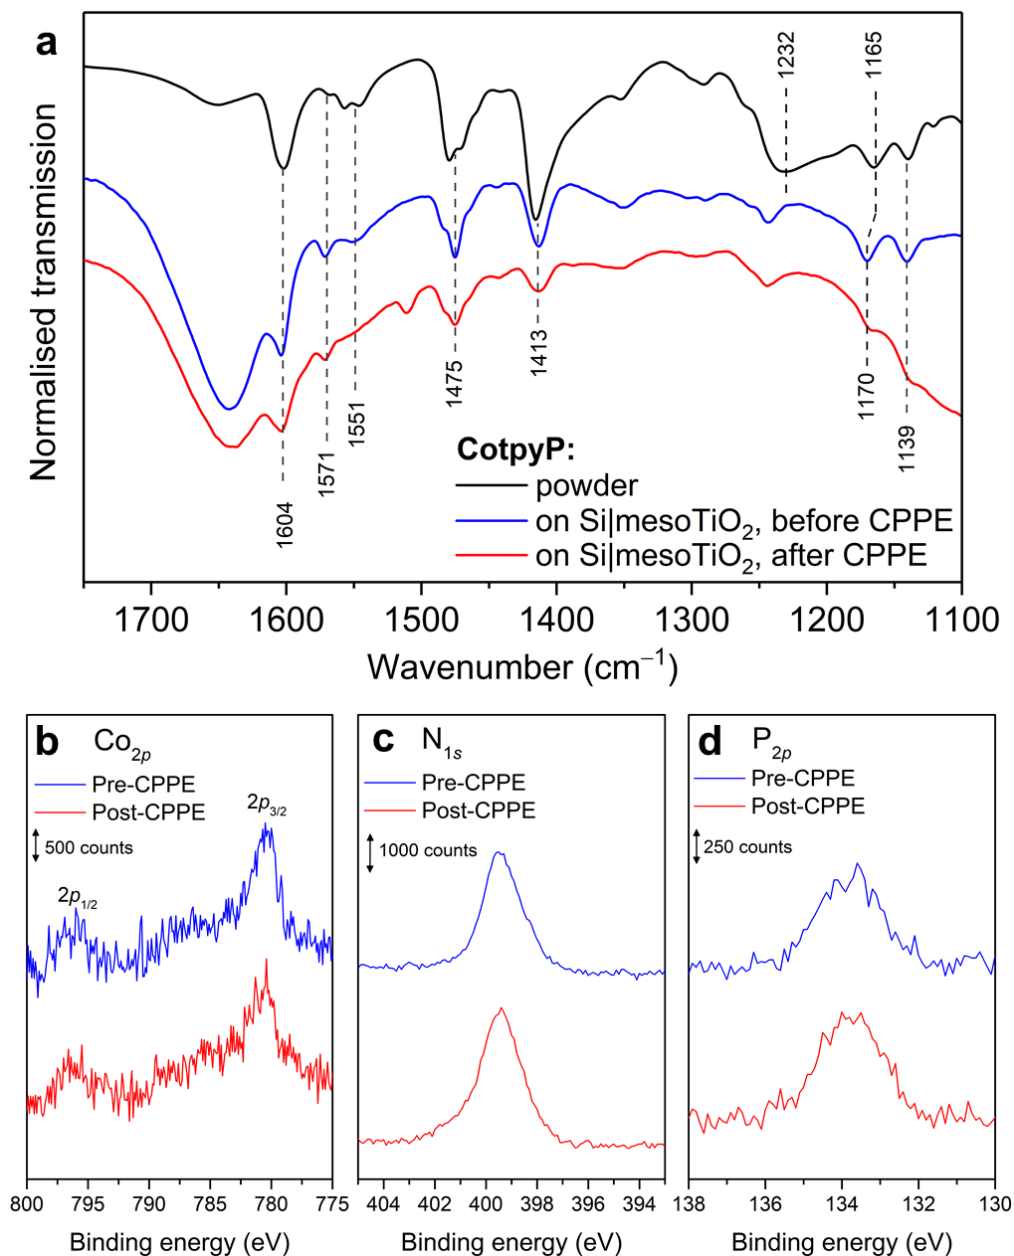 a
1232
1165
Normalised transmission
1604
1571
1551
1475
1413
1170
1139
CotpyP:
powder
on Si|mesoTiO₂, before CPPE
on Si|mesoTiO₂, after CPPE
1700 1600 1500 1400 1300 1200 1100
Wavenumber (cm⁻¹)
b Co₂ₚ
Pre-CPPE
Post-CPPE
2p₃/₂
500 counts
2p₁/₂
800 795 790 785 780 775
Binding energy (eV)
c N₁ₛ
Pre-CPPE
Post-CPPE
1000 counts
404 402 400 398 396 394
Binding energy (eV)
d P₂ₚ
Pre-CPPE
Post-CPPE
250 counts
138 136 134 132 130
Binding energy (eV)